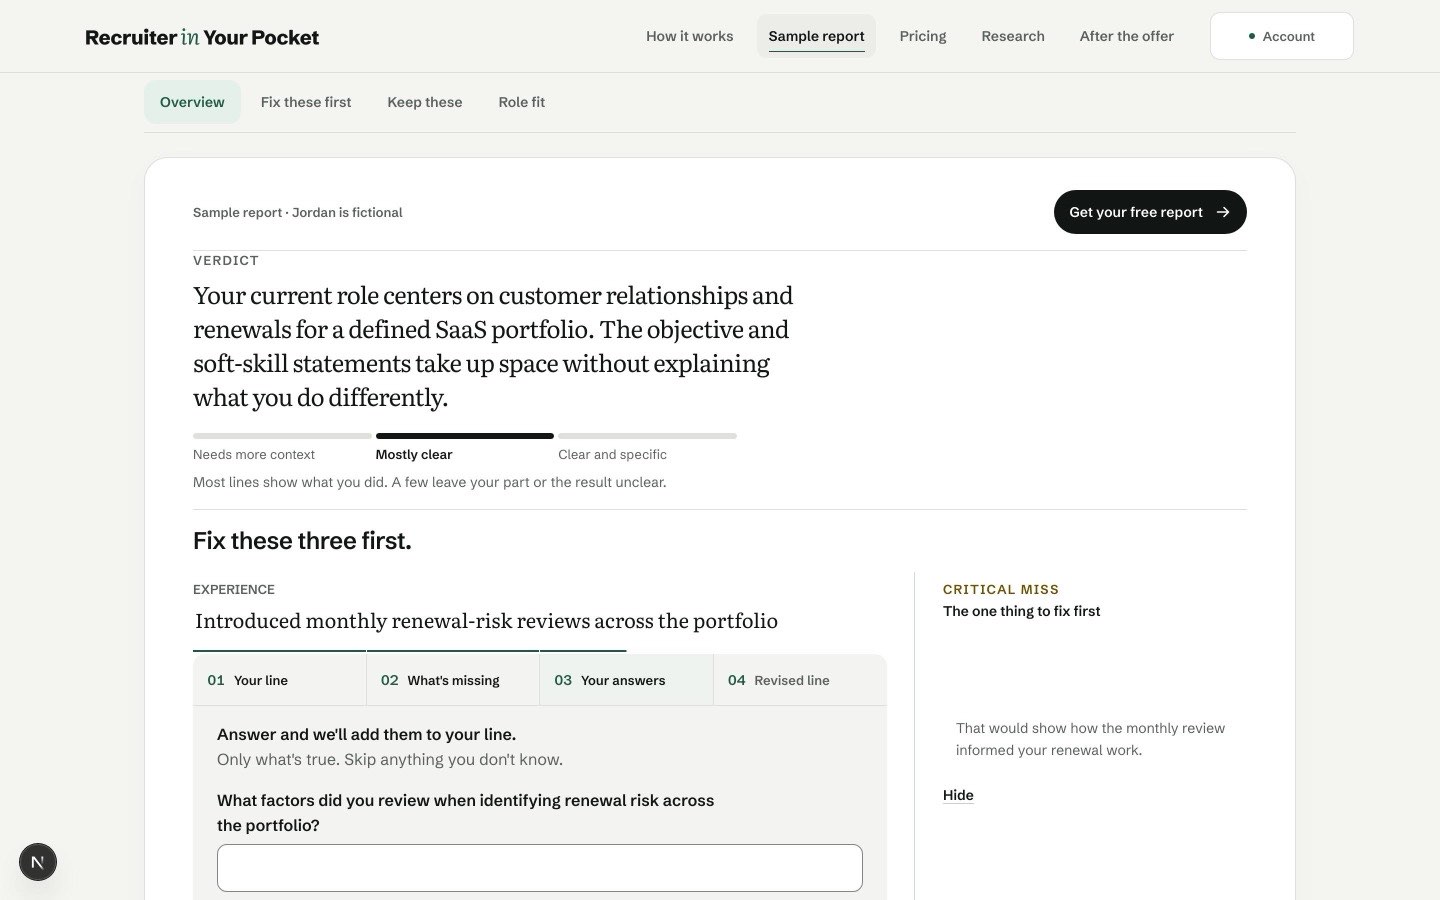 Recruiter in Your Pocket
How it works
Sample report
Pricing
Research
After the offer
Account
Overview
Fix these first
Keep these
Role fit
Sample report · Jordan is fictional
Get your free report →
VERDICT
Your current role centers on customer relationships and
renewals for a defined SaaS portfolio. The objective and
soft-skill statements take up space without explaining
what you do differently.
Needs more context
Mostly clear
Clear and specific
Most lines show what you did. A few leave your part or the result unclear.
Fix these three first.
EXPERIENCE
Introduced monthly renewal-risk reviews across the portfolio
01 Your line
02 What's missing
03 Your answers
04 Revised line
Answer and we'll add them to your line.
Only what's true. Skip anything you don't know.
What factors did you review when identifying renewal risk across
the portfolio?
CRITICAL MISS
The one thing to fix first
That would show how the monthly review
informed your renewal work.
Hide
N